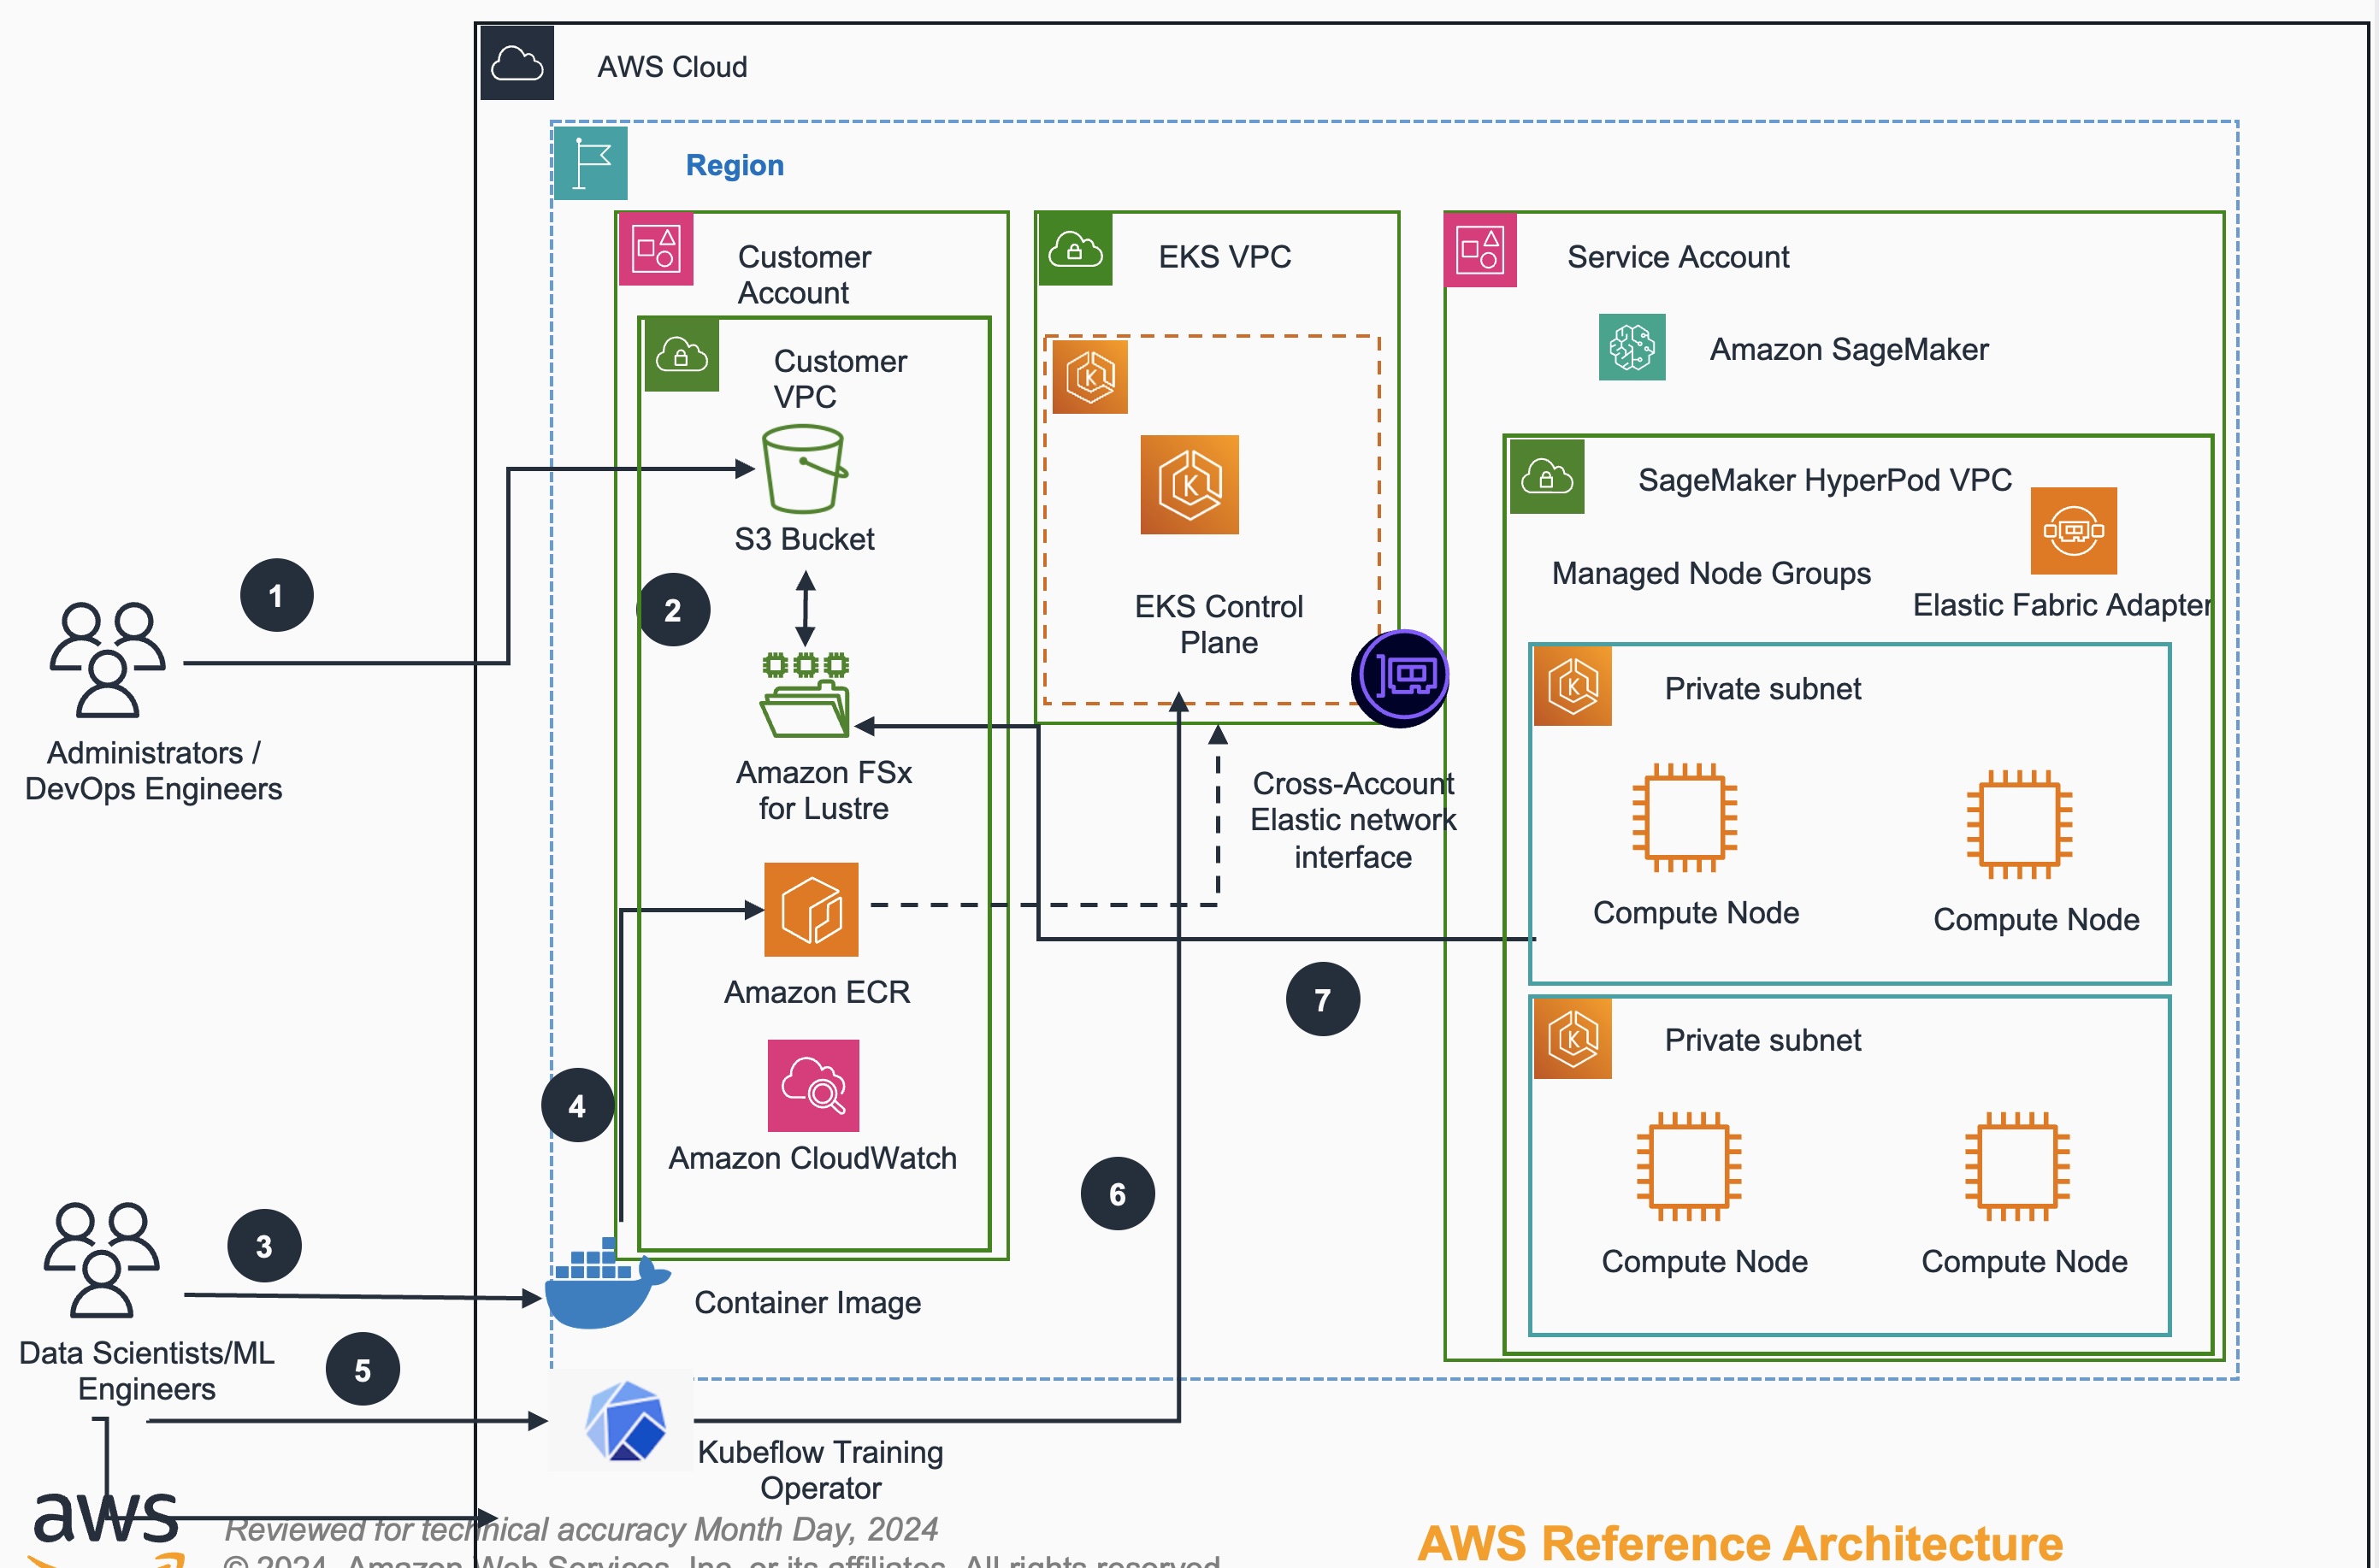 AWS Cloud
Region
Customer
Account
EKS VPC
Service Account
Customer
VPC
Amazon SageMaker
S3 Bucket
SageMaker HyperPod VPC
Managed Node Groups
Elastic Fabric Adapter
1
2
EKS Control
Plane
Private subnet
Administrators /
DevOps Engineers
Amazon FSx
for Lustre
Cross-Account
Elastic network
interface
Compute Node
Compute Node
Amazon ECR
7
Private subnet
4
Amazon CloudWatch
6
3
Compute Node
Compute Node
Container Image
Data Scientists/ML
Engineers
5
Kubeflow Training
Operator
aws
Reviewed for technical accuracy Month Day, 2024
© 2024, Amazon Web Services, Inc. or its affiliates. All rights reserved.
AWS Reference Architecture